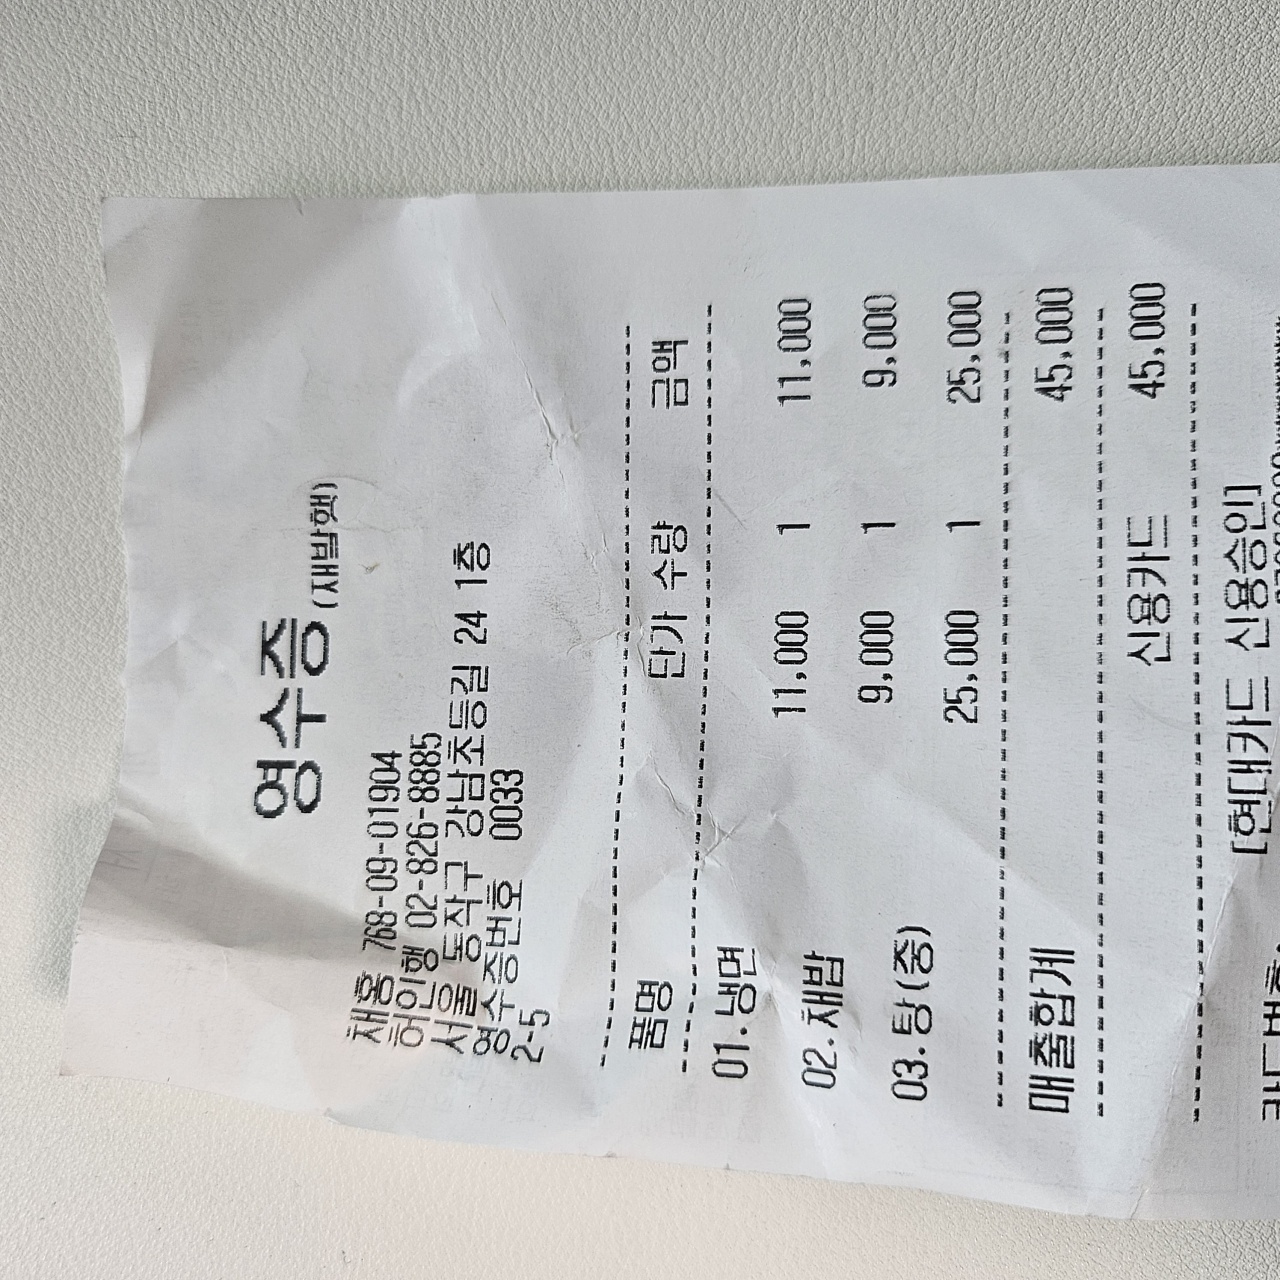 영수증
(재발행)
채홍 768-09-01904
허인행 02-826-8885
서울 동작구 강남초등길 24 1층
영수증번호 0033
2-5
품명 단가 수량 금액
01.냉면
11,000 1 11,000
02.채밥
9,000 1 9,000
03.탕(중)
25,000 1 25,000
매출합계 45,000
신용카드 45,000
[현대카드 신용승인]